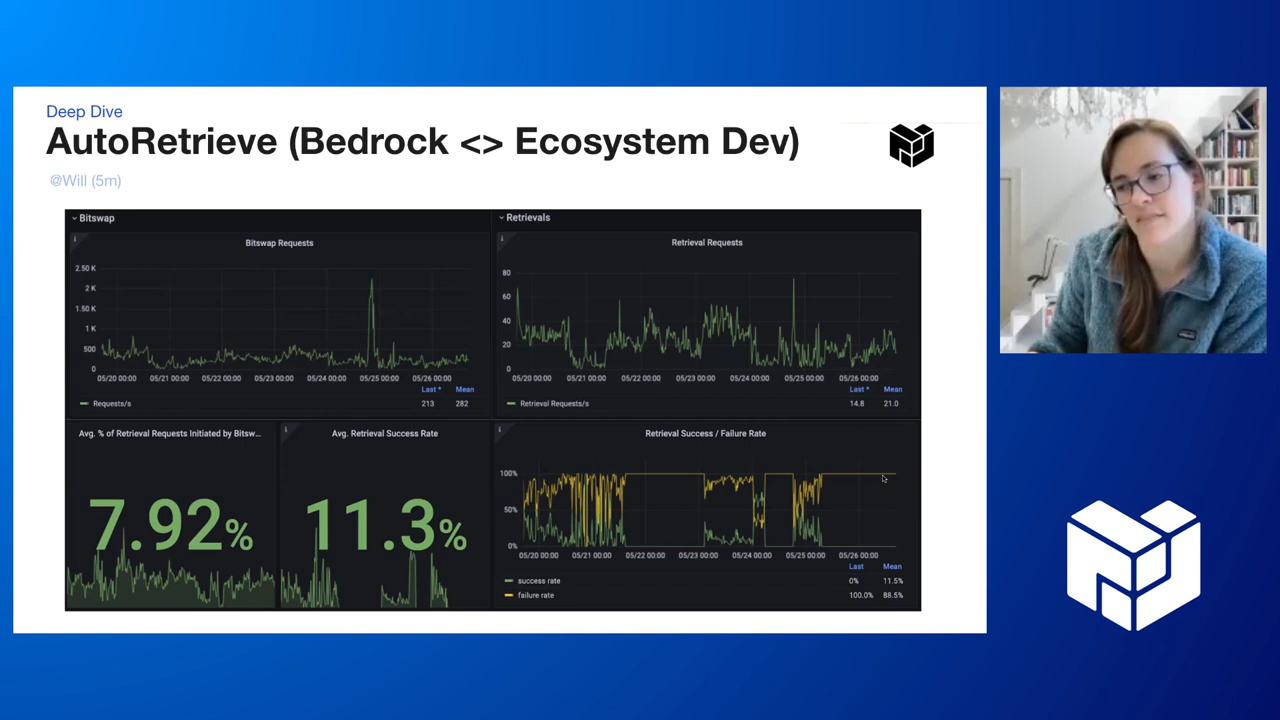 Deep Dive
AutoRetrieve (Bedrock <> Ecosystem Dev)
@Will (5m)
Bitswap
Bitswap Requests
2.50 K
2 K
1.50 K
1 K
500
0
05/20 00:00 05/21 00:00 05/22 00:00 05/23 00:00 05/24 00:00 05/25 00:00 05/26 00:00
Last * Mean
Requests/s 213 282
Retrievals
Retrieval Requests
80
60
40
20
0
05/20 00:00 05/21 00:00 05/22 00:00 05/23 00:00 05/24 00:00 05/25 00:00 05/26 00:00
Last * Mean
Retrieval Requests/s 14.8 21.0
Avg. % of Retrieval Requests Initiated by Bitsw...
7.92%
Avg. Retrieval Success Rate
11.3%
Retrieval Success / Failure Rate
100%
50%
0%
05/20 00:00 05/21 00:00 05/22 00:00 05/23 00:00 05/24 00:00 05/25 00:00 05/26 00:00
Last Mean
success rate 0% 11.5%
failure rate 100.0% 88.5%